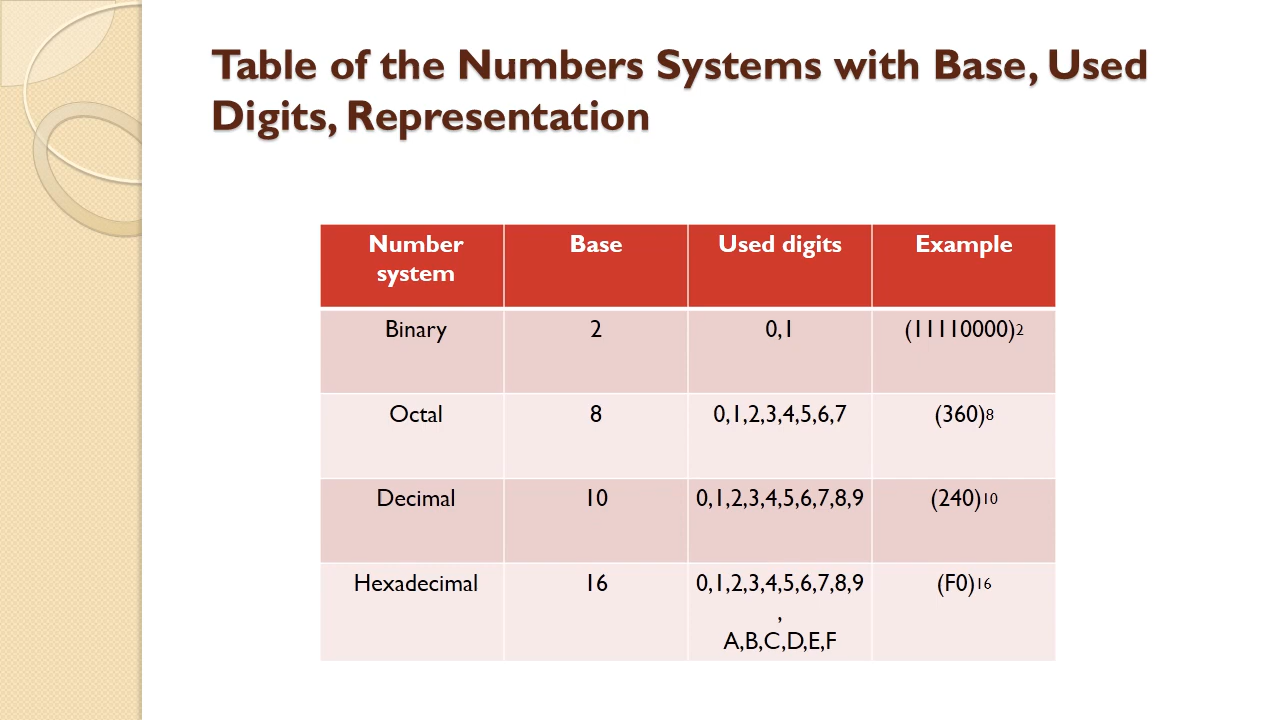 Table of the Numbers Systems with Base, Used
Digits, Representation
Number system
Base
Used digits
Example
Binary
2
0,1
(11110000)2
Octal
8
0,1,2,3,4,5,6,7
(360)8
Decimal
10
0,1,2,3,4,5,6,7,8,9
(240)10
Hexadecimal
16
0,1,2,3,4,5,6,7,8,9
,
A,B,C,D,E,F
(F0)16